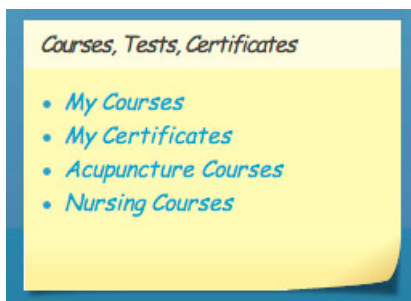 Courses, Tests, Certificates
My Courses
My Certificates
Acupuncture Courses
Nursing Courses